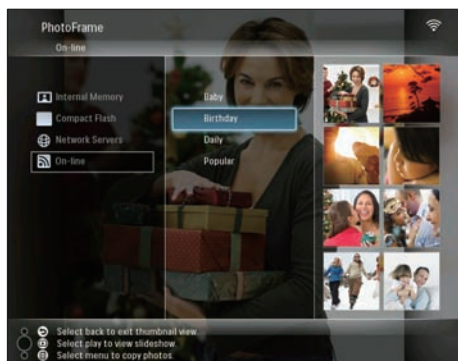 PhotoFrame
On-line
Internal Memory
Compact Flash
Network Servers
On-line
Baby
Birthday
Daily
Popular
Select back to exit thumbnail view.
Select play to view slideshow.
Select menu to copy photos.